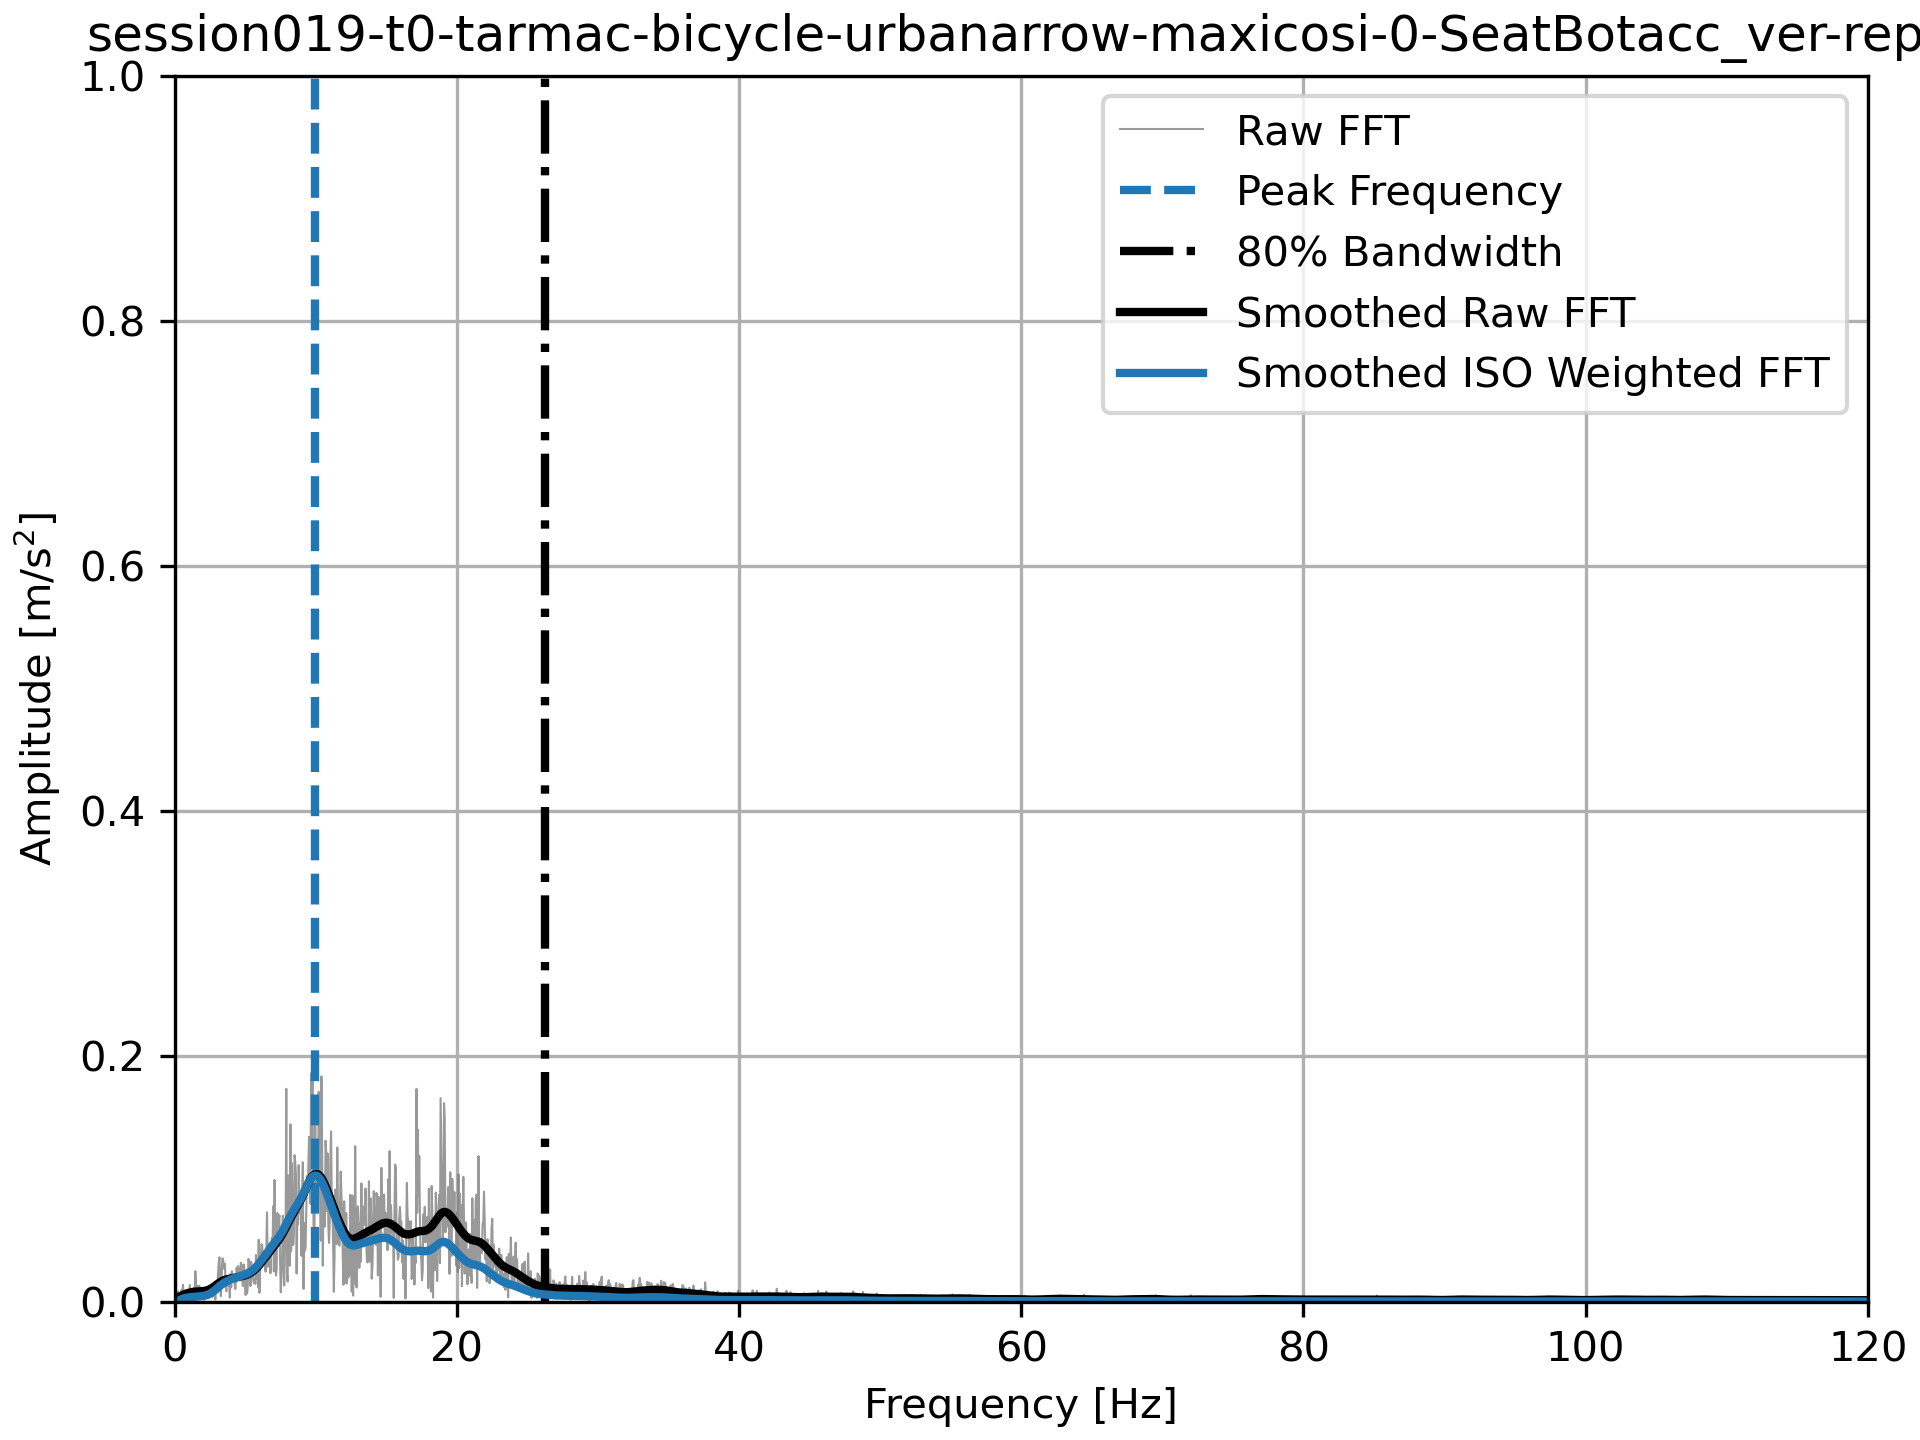 session019-t0-tarmac-bicycle-urbanarrow-maxicosi-0-SeatBotacc_ver-rep
1.0
0.8
0.6
0.4
0.2
0.0
Amplitude [m/s²]
Raw FFT
Peak Frequency
80% Bandwidth
Smoothed Raw FFT
Smoothed ISO Weighted FFT
0 20 40 60 80 100 120
Frequency [Hz]